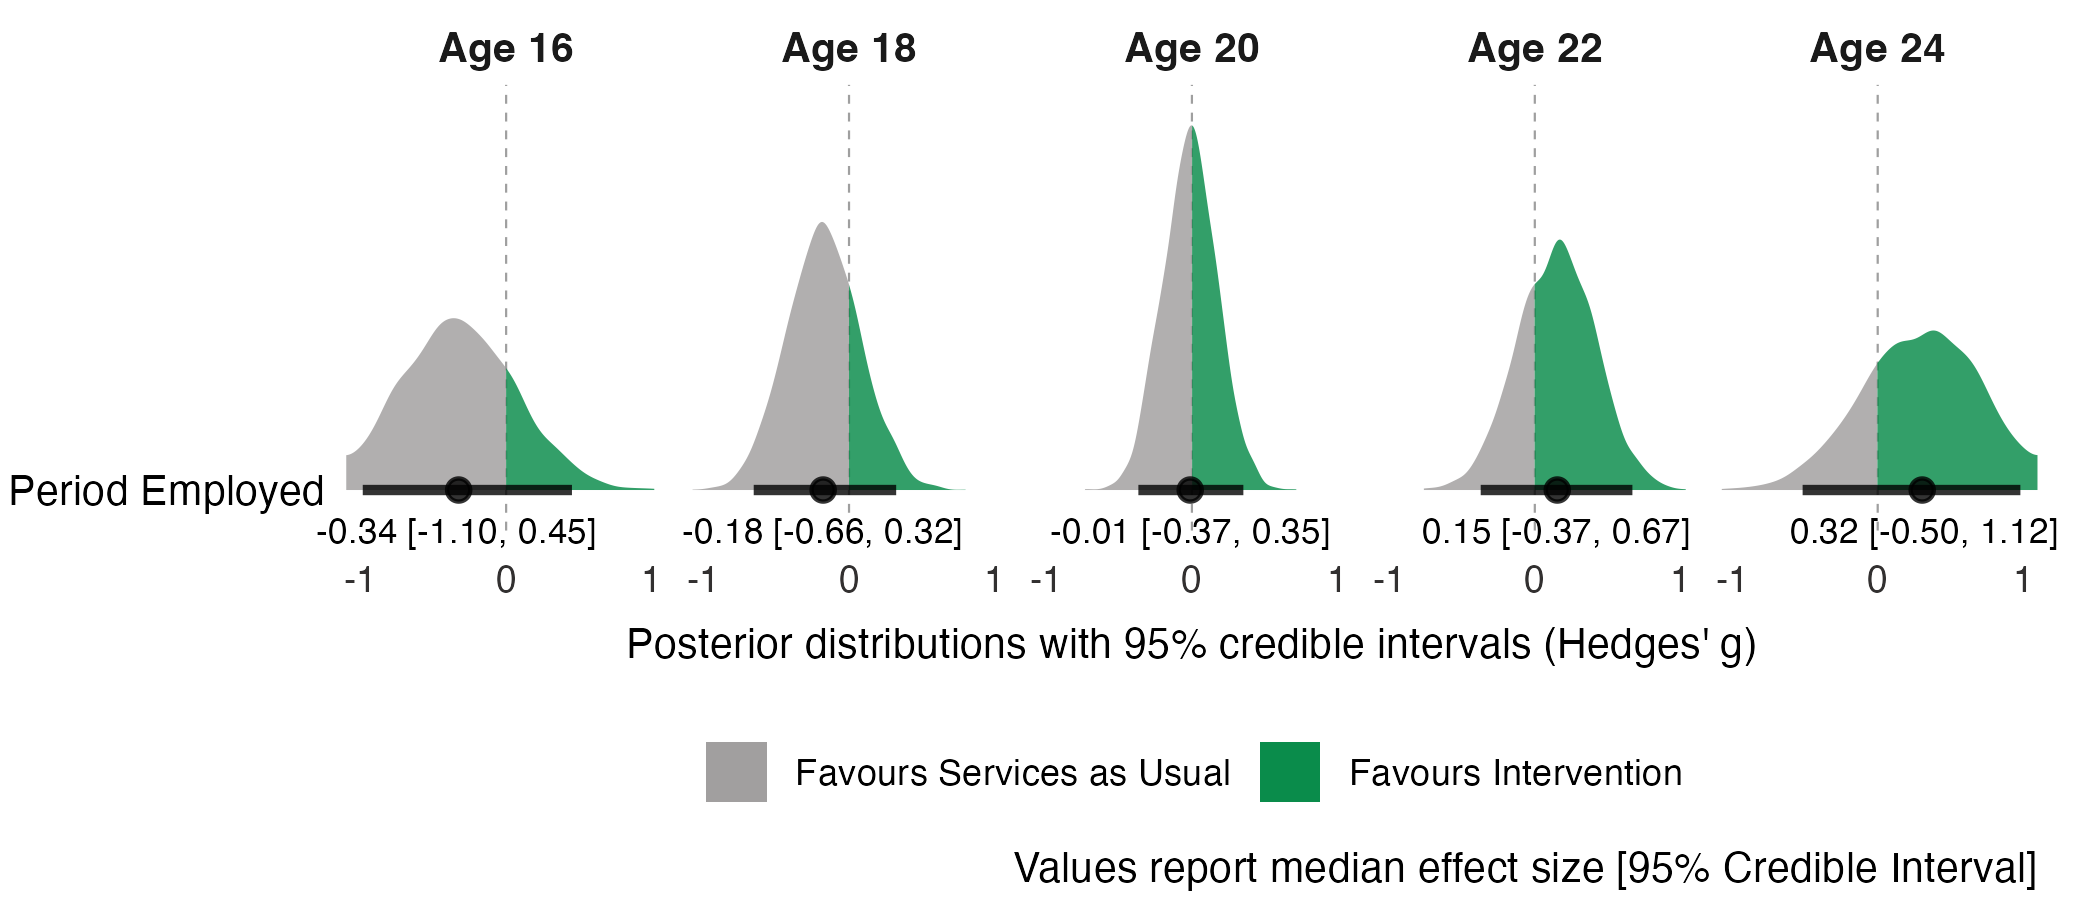 Age 16 Age 18 Age 20 Age 22 Age 24
Period Employed
-0.34 [-1.10, 0.45] -0.18 [-0.66, 0.32] -0.01 [-0.37, 0.35] 0.15 [-0.37, 0.67] 0.32 [-0.50, 1.12]
-1 0 1 -1 0 1 -1 0 1 -1 0 1 -1 0 1
Posterior distributions with 95% credible intervals (Hedges' g)
Favours Services as Usual Favours Intervention
Values report median effect size [95% Credible Interval]